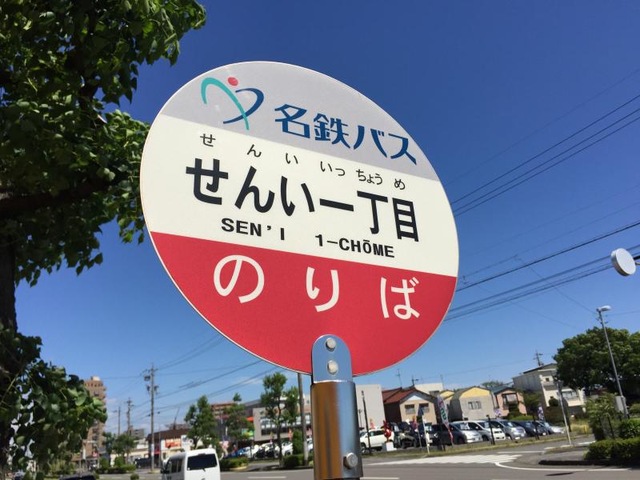 名鉄バス
せんいいっちょうめ
せんい一丁目
SEN'I 1-CHŌME
のりば